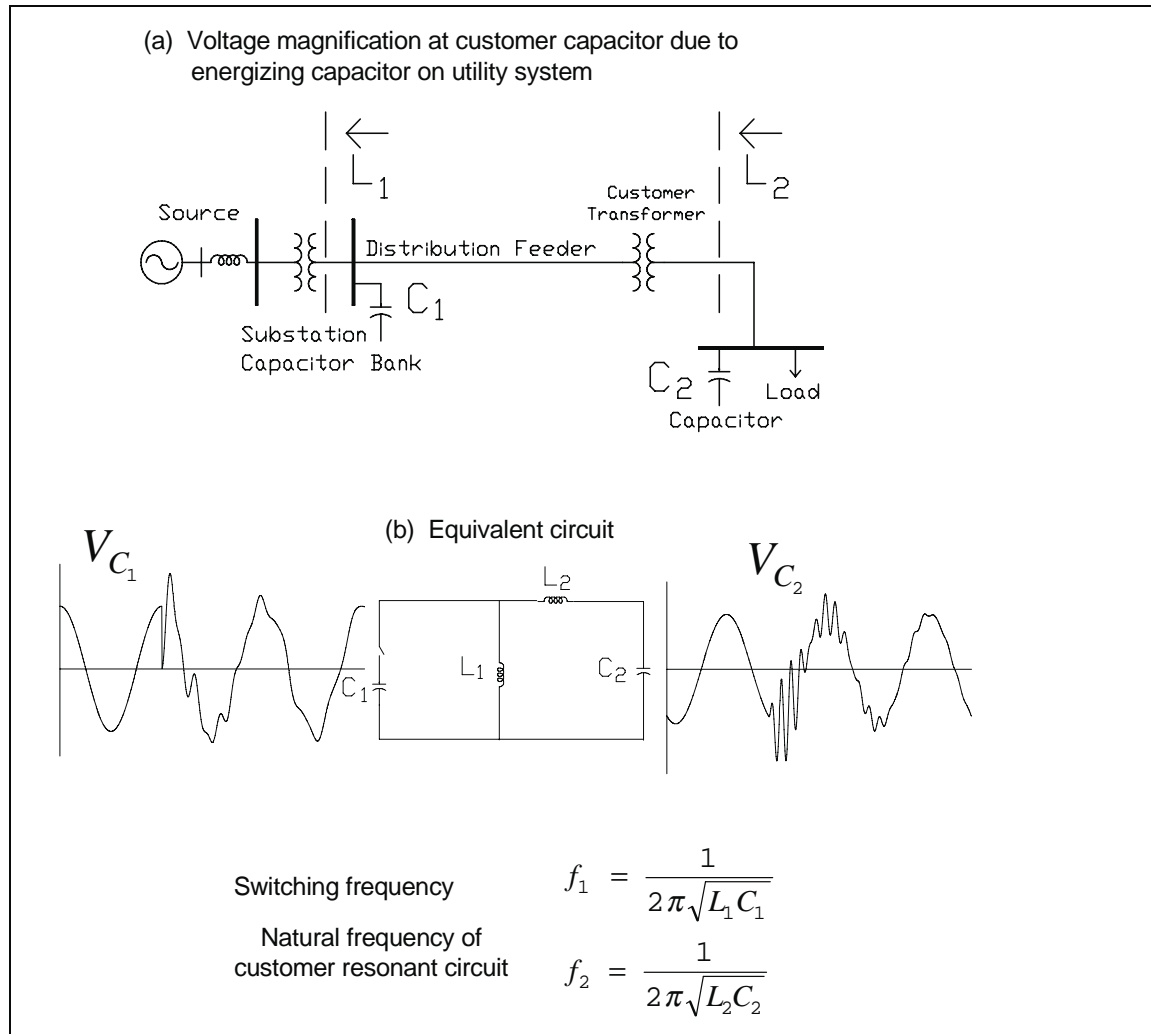 (a) Voltage magnification at customer capacitor due to
energizing capacitor on utility system
L1
L2
Source
Customer
Transformer
Distribution Feeder
C1
Substation
Capacitor Bank
C2
Load
Capacitor
(b) Equivalent circuit
VC1
L2
VC2
L1
C1
C2
Switching frequency
f1 = 1 / 2π√L1C1
Natural frequency of
customer resonant circuit
f2 = 1 / 2π√L2C2